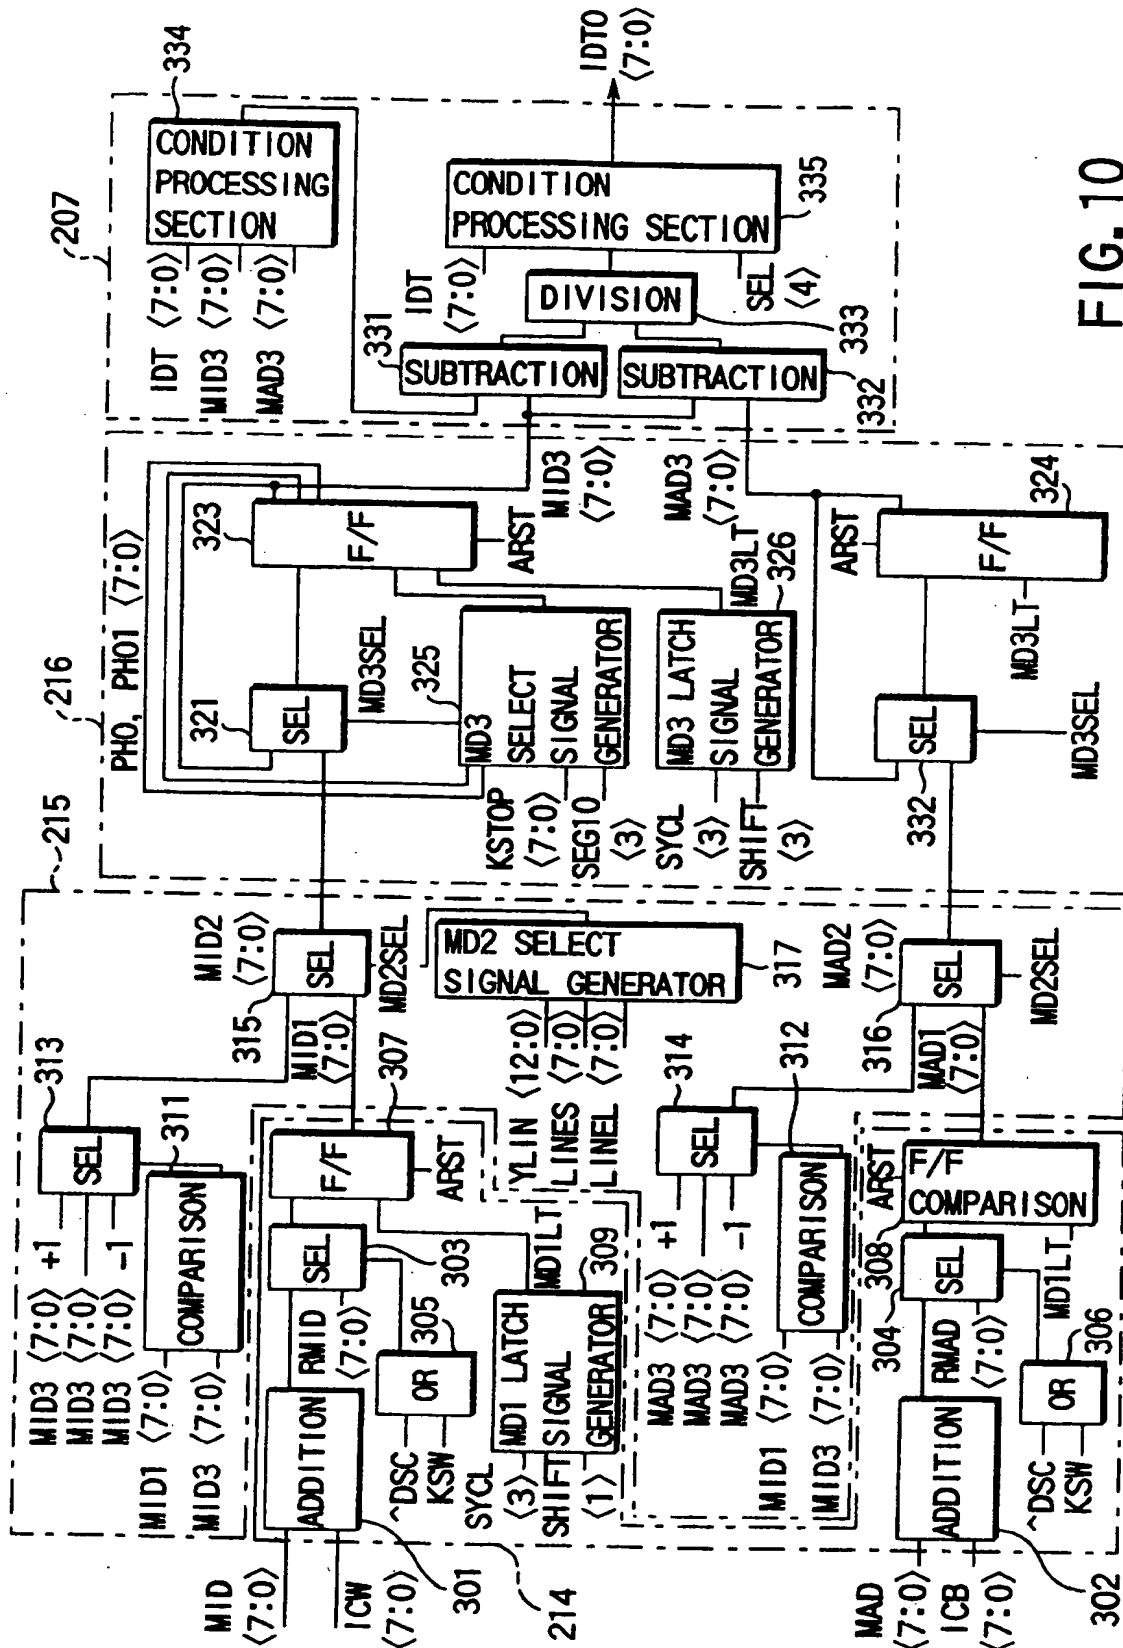 207
334
CONDITION
PROCESSING
SECTION
IDT <7:0>
MID3 <7:0>
MAD3 <7:0>
IDT
<7:0>
CONDITION
PROCESSING SECTION
335
IDTO
<7:0>
331
SUBTRACTION
DIVISION
333
SUBTRACTION
332
SEL
<4>
216
PHO, PHO1 <7:0>
321
SEL
323
F/F
ARST
MD3SEL
325
MD3
SELECT
SIGNAL
GENERATOR
KSTOP
<7:0>
SEG10
<3>
MID3
<7:0>
MD3 LATCH
SIGNAL
GENERATOR
MD3LT
326
SYCL
<3>
SHIFT
<3>
MAD3
<7:0>
332
SEL
MD3SEL
ARST
F/F
324
MD3LT
215
313
SEL
MID3 <7:0> +1
MID3 <7:0>
MID3 <7:0> -1
311
COMPARISON
MID1
<7:0>
MID3
<7:0>
315
SEL
MID2
<7:0>
MD2SEL
MID1
<7:0>
MD2 SELECT
SIGNAL GENERATOR
317
YLIN <12:0>
LINES <7:0>
LINEL <7:0>
307
F/F
ARST
SEL
303
RMID
<7:0>
305
OR
^DSC
KSW
ADDITION
301
MID
<7:0>
ICW
<7:0>
214
MD1 LATCH
SIGNAL
GENERATOR
MD1LT
309
SYCL
<3>
SHIFT
<1>
314
SEL
MAD3 <7:0> +1
MAD3 <7:0>
MAD3 <7:0> -1
312
COMPARISON
MID1
<7:0>
MID3
<7:0>
MAD2
<7:0>
316
SEL
MD2SEL
MAD1
<7:0>
ARST
F/F
COMPARISON
308
MD1LT
304
SEL
RMAD
<7:0>
306
OR
^DSC
KSW
ADDITION
302
MAD
<7:0>
ICB
<7:0>
FIG. 10